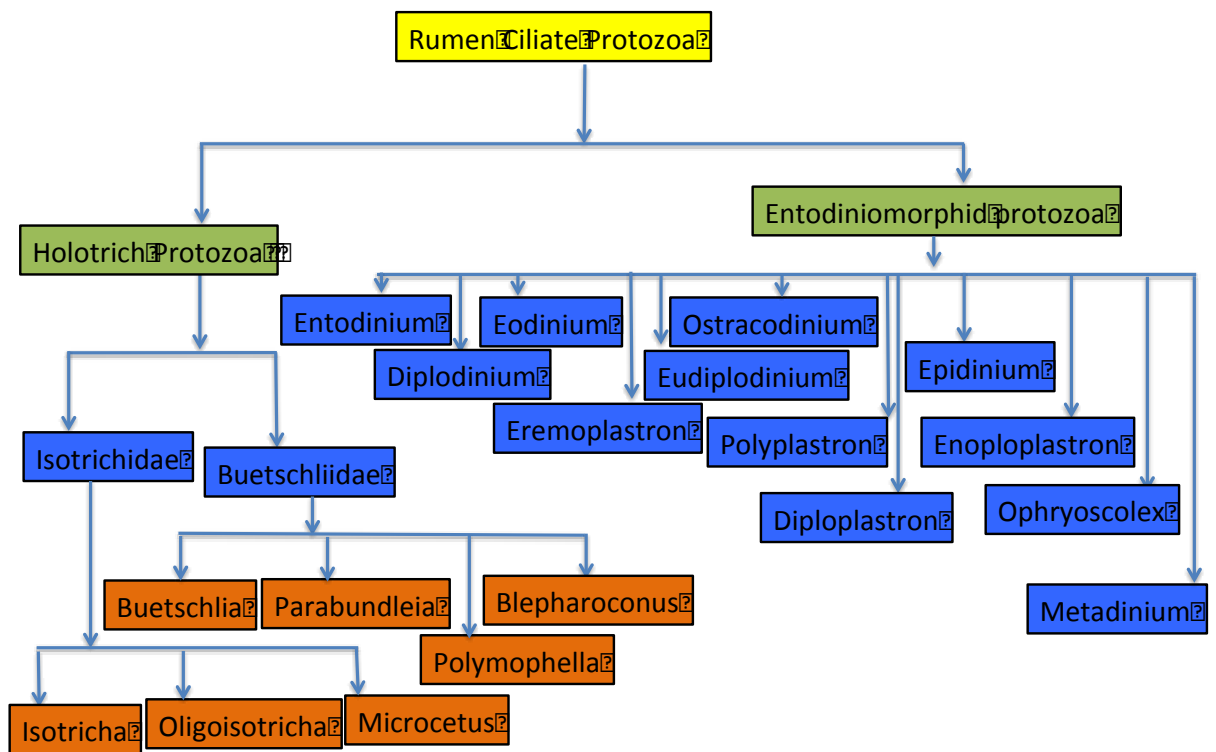 Rumen Ciliate Protozoa
Entodiniomorphid protozoa
Holotrich Protozoa
Entodinium
Eodinium
Ostracodinium
Diplodinium
Eudiplodinium
Epidinium
Eremoplastron
Polyplastron
Enoploplastron
Isotrichidae
Buetschliidae
Diploplastron
Ophryoscolex
Buetschlia
Parabundleia
Blepharoconus
Metadinium
Polymophella
Isotricha
Oligoisotricha
Microcetus